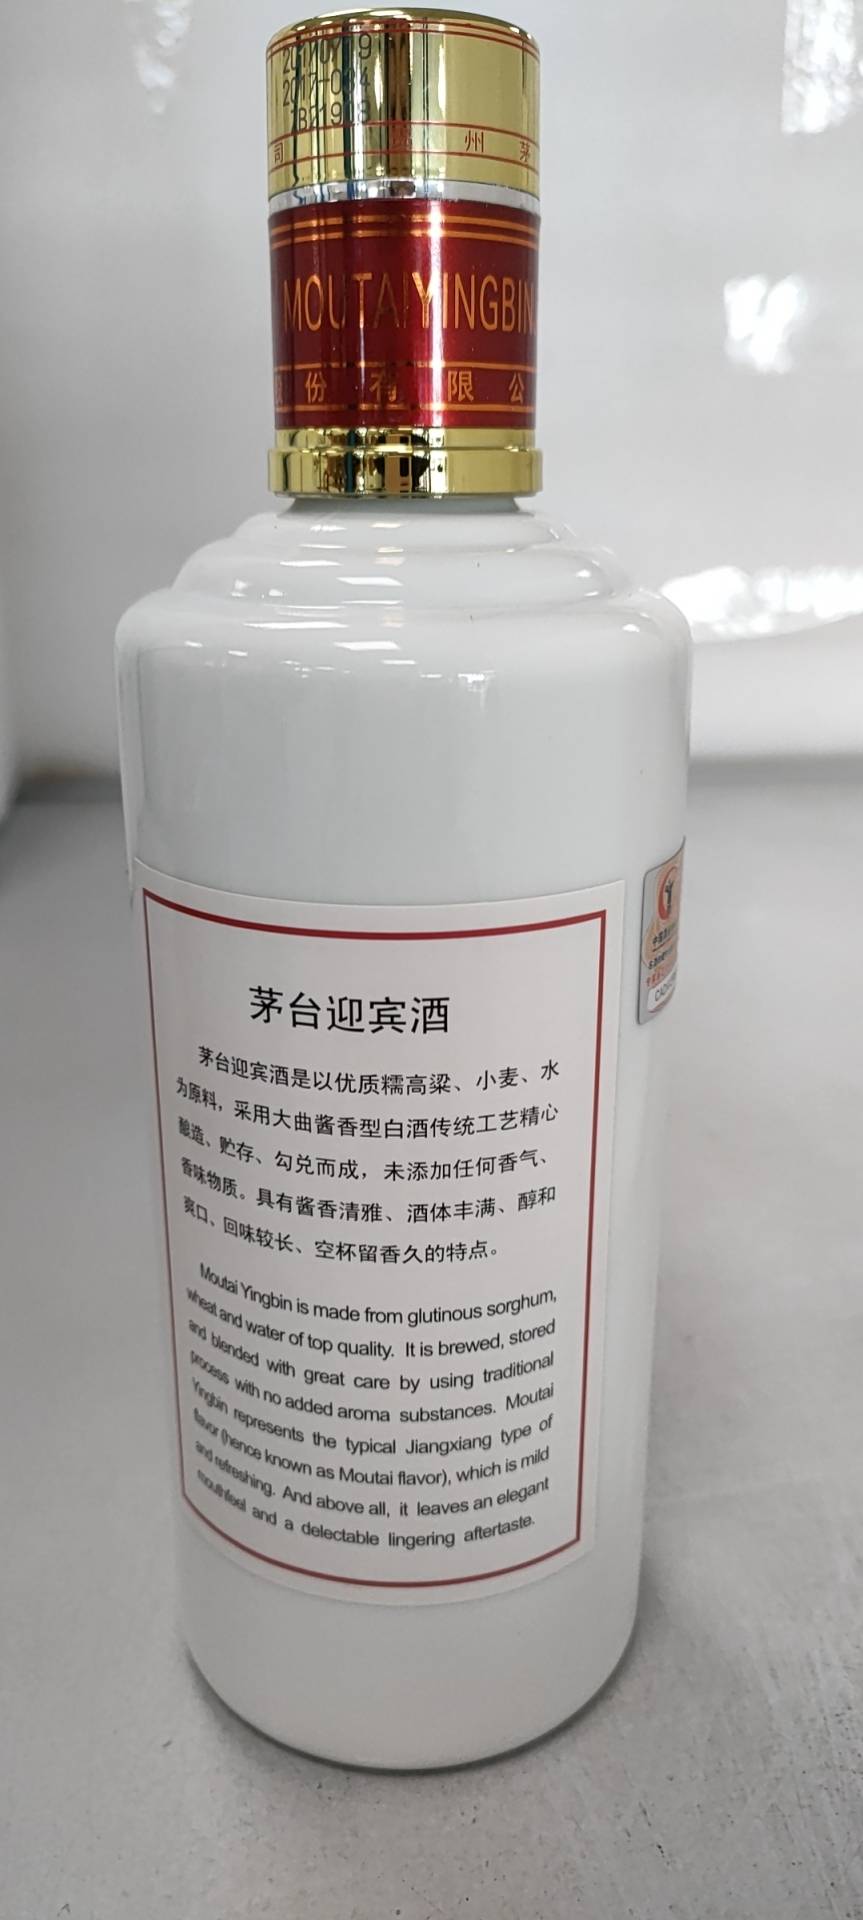 2017-034
司 贵 州 茅
MOUTAIYINGBIN
份 有 限 公
茅台迎宾酒
茅台迎宾酒是以优质糯高粱、小麦、水
为原料，采用大曲酱香型白酒传统工艺精心
酿造、贮存、勾兑而成，未添加任何香气、
香味物质。具有酱香清雅、酒体丰满、醇和
爽口、回味较长、空杯留香久的特点。
Moutai Yingbin is made from glutinous sorghum,
wheat and water of top quality. It is brewed, stored
and blended with great care by using traditional
process with no added aroma substances. Moutai
Yingbin represents the typical Jiangxiang type of
flavor (hence known as Moutai flavor), which is mild
and refreshing. And above all, it leaves an elegant
mouthfeel and a delectable lingering aftertaste.